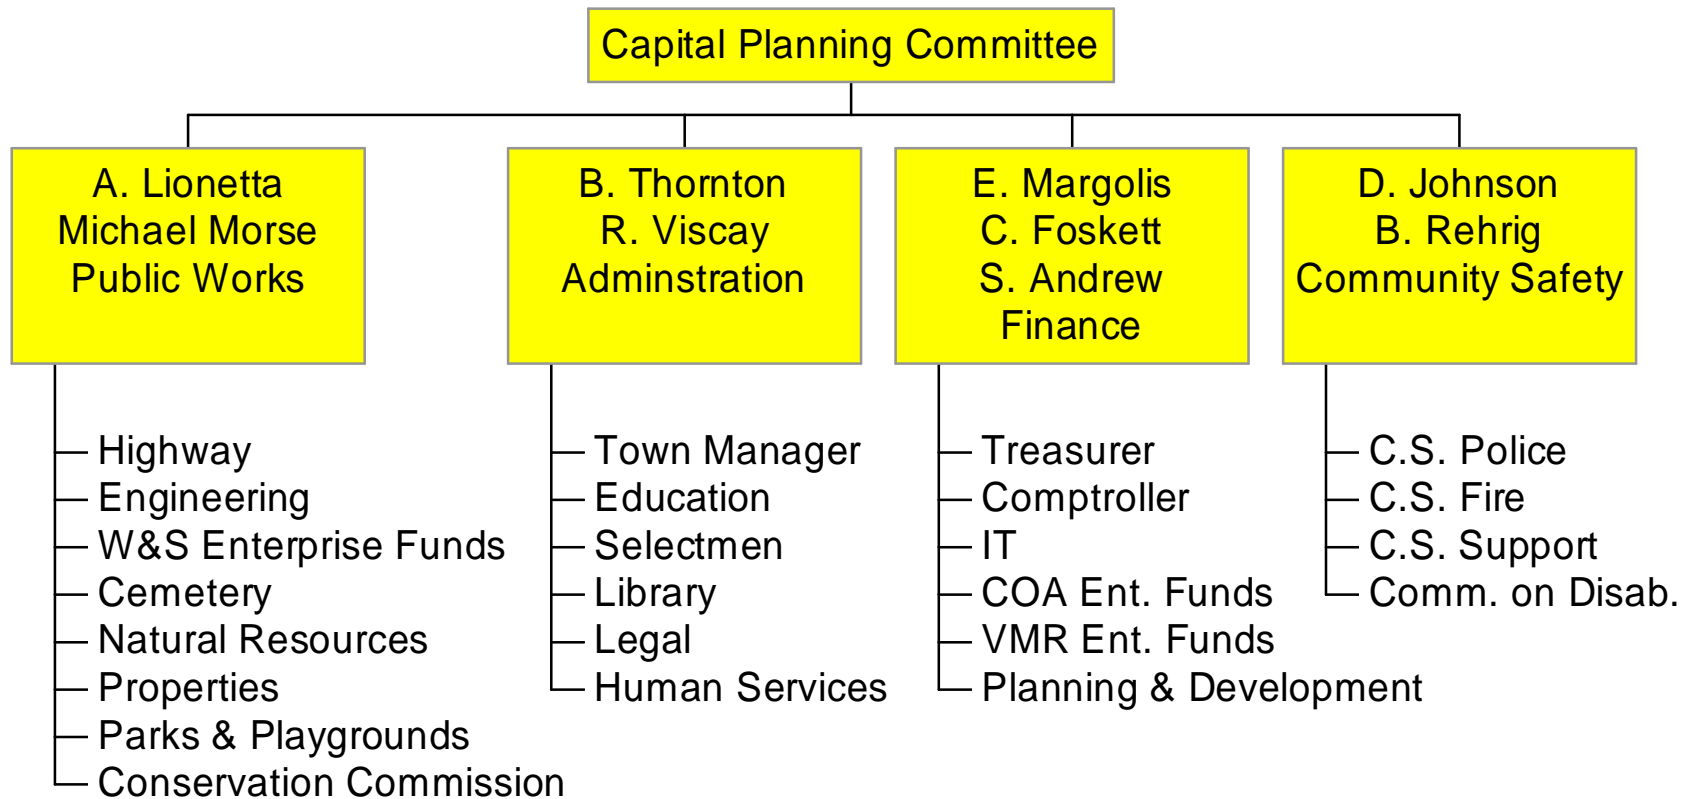 Capital Planning Committee
A. Lionetta
Michael Morse
Public Works
B. Thornton
R. Viscay
Adminstration
E. Margolis
C. Foskett
S. Andrew
Finance
D. Johnson
B. Rehrig
Community Safety
Highway
Engineering
W&S Enterprise Funds
Cemetery
Natural Resources
Properties
Parks & Playgrounds
Conservation Commission
Town Manager
Education
Selectmen
Library
Legal
Human Services
Treasurer
Comptroller
IT
COA Ent. Funds
VMR Ent. Funds
Planning & Development
C.S. Police
C.S. Fire
C.S. Support
Comm. on Disab.